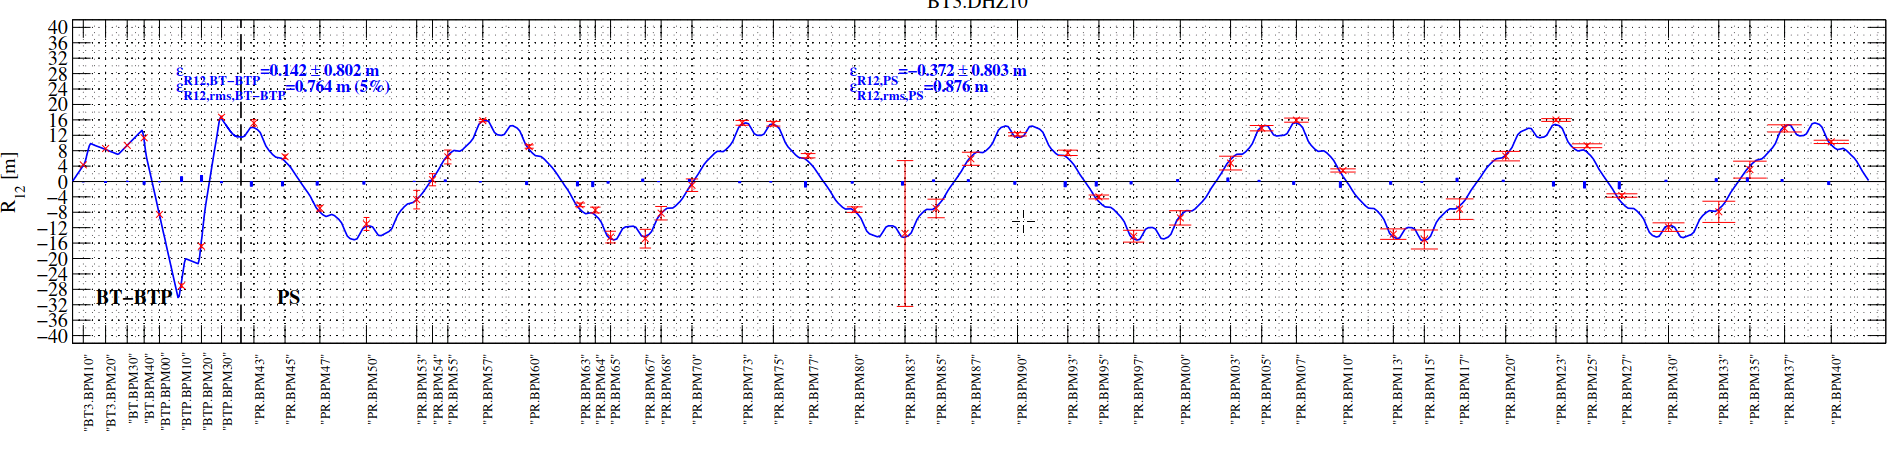 BT3.DHZ10
40
36
32
28
24
20
16
12
8
4
0
−4
−8
−12
−16
−20
−24
−28
−32
−36
−40
R12 [m]
εR12,BT−BTP=0.142 ± 0.802 m
εR12,rms,BT−BTP=0.764 m (5%)
εR12,PS=−0.372 ± 0.803 m
εR12,rms,PS=0.876 m
BT−BTP
PS
"BT3.BPM10"
"BT3.BPM20"
"BT.BPM30"
"BT.BPM40"
"BTP.BPM00"
"BTP.BPM10"
"BTP.BPM20"
"BTP.BPM30"
"PR.BPM43"
"PR.BPM45"
"PR.BPM47"
"PR.BPM50"
"PR.BPM53"
"PR.BPM54"
"PR.BPM55"
"PR.BPM57"
"PR.BPM60"
"PR.BPM63"
"PR.BPM64"
"PR.BPM65"
"PR.BPM67"
"PR.BPM68"
"PR.BPM70"
"PR.BPM73"
"PR.BPM75"
"PR.BPM77"
"PR.BPM80"
"PR.BPM83"
"PR.BPM85"
"PR.BPM87"
"PR.BPM90"
"PR.BPM93"
"PR.BPM95"
"PR.BPM97"
"PR.BPM00"
"PR.BPM03"
"PR.BPM05"
"PR.BPM07"
"PR.BPM10"
"PR.BPM13"
"PR.BPM15"
"PR.BPM17"
"PR.BPM20"
"PR.BPM23"
"PR.BPM25"
"PR.BPM27"
"PR.BPM30"
"PR.BPM33"
"PR.BPM35"
"PR.BPM37"
"PR.BPM40"